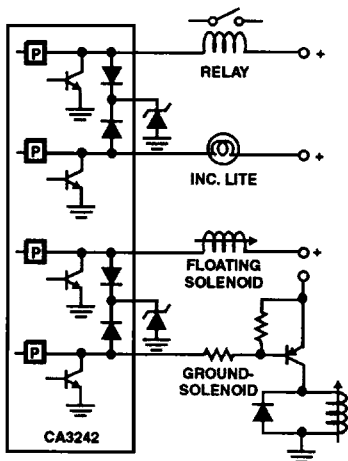 P
RELAY
+
P
INC. LITE
+
P
FLOATING
SOLENOID
+
P
GROUND-
SOLENOID
CA3242